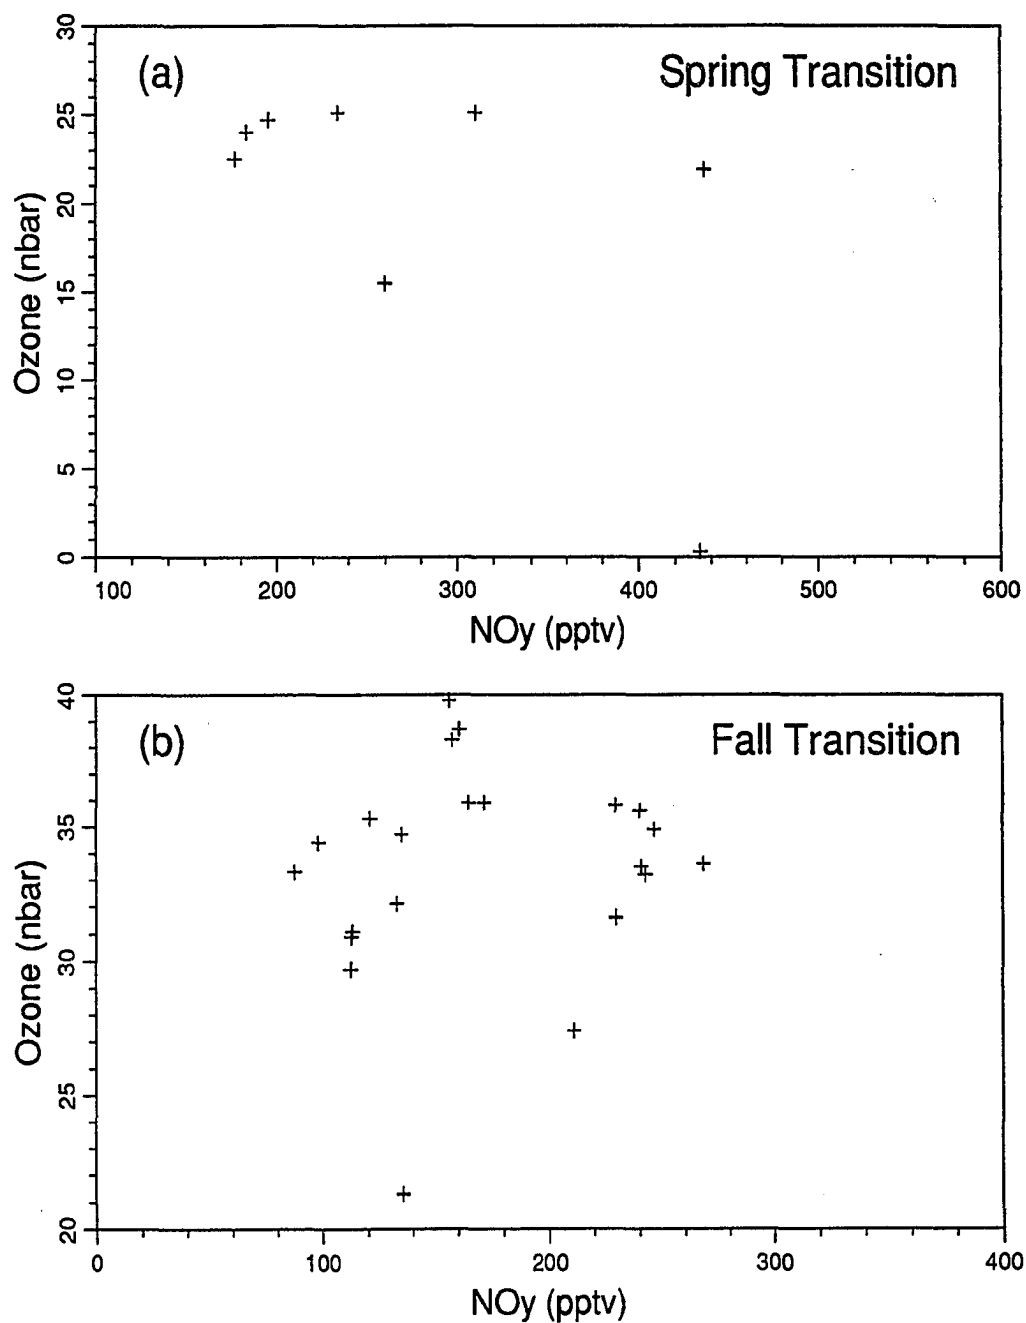 30
(a)
Spring Transition
25
20
15
10
5
0
Ozone (nbar)
100 200 300 400 500 600
NOy (pptv)
40
(b)
Fall Transition
35
30
25
20
Ozone (nbar)
0 100 200 300 400
NOy (pptv)